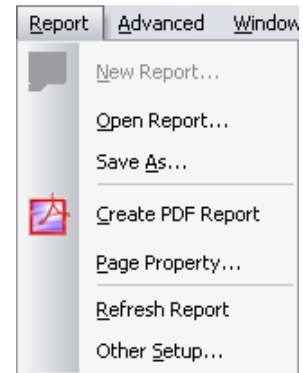 Report Advanced Window
New Report...
Open Report...
Save As...
Create PDF Report
Page Property...
Refresh Report
Other Setup...